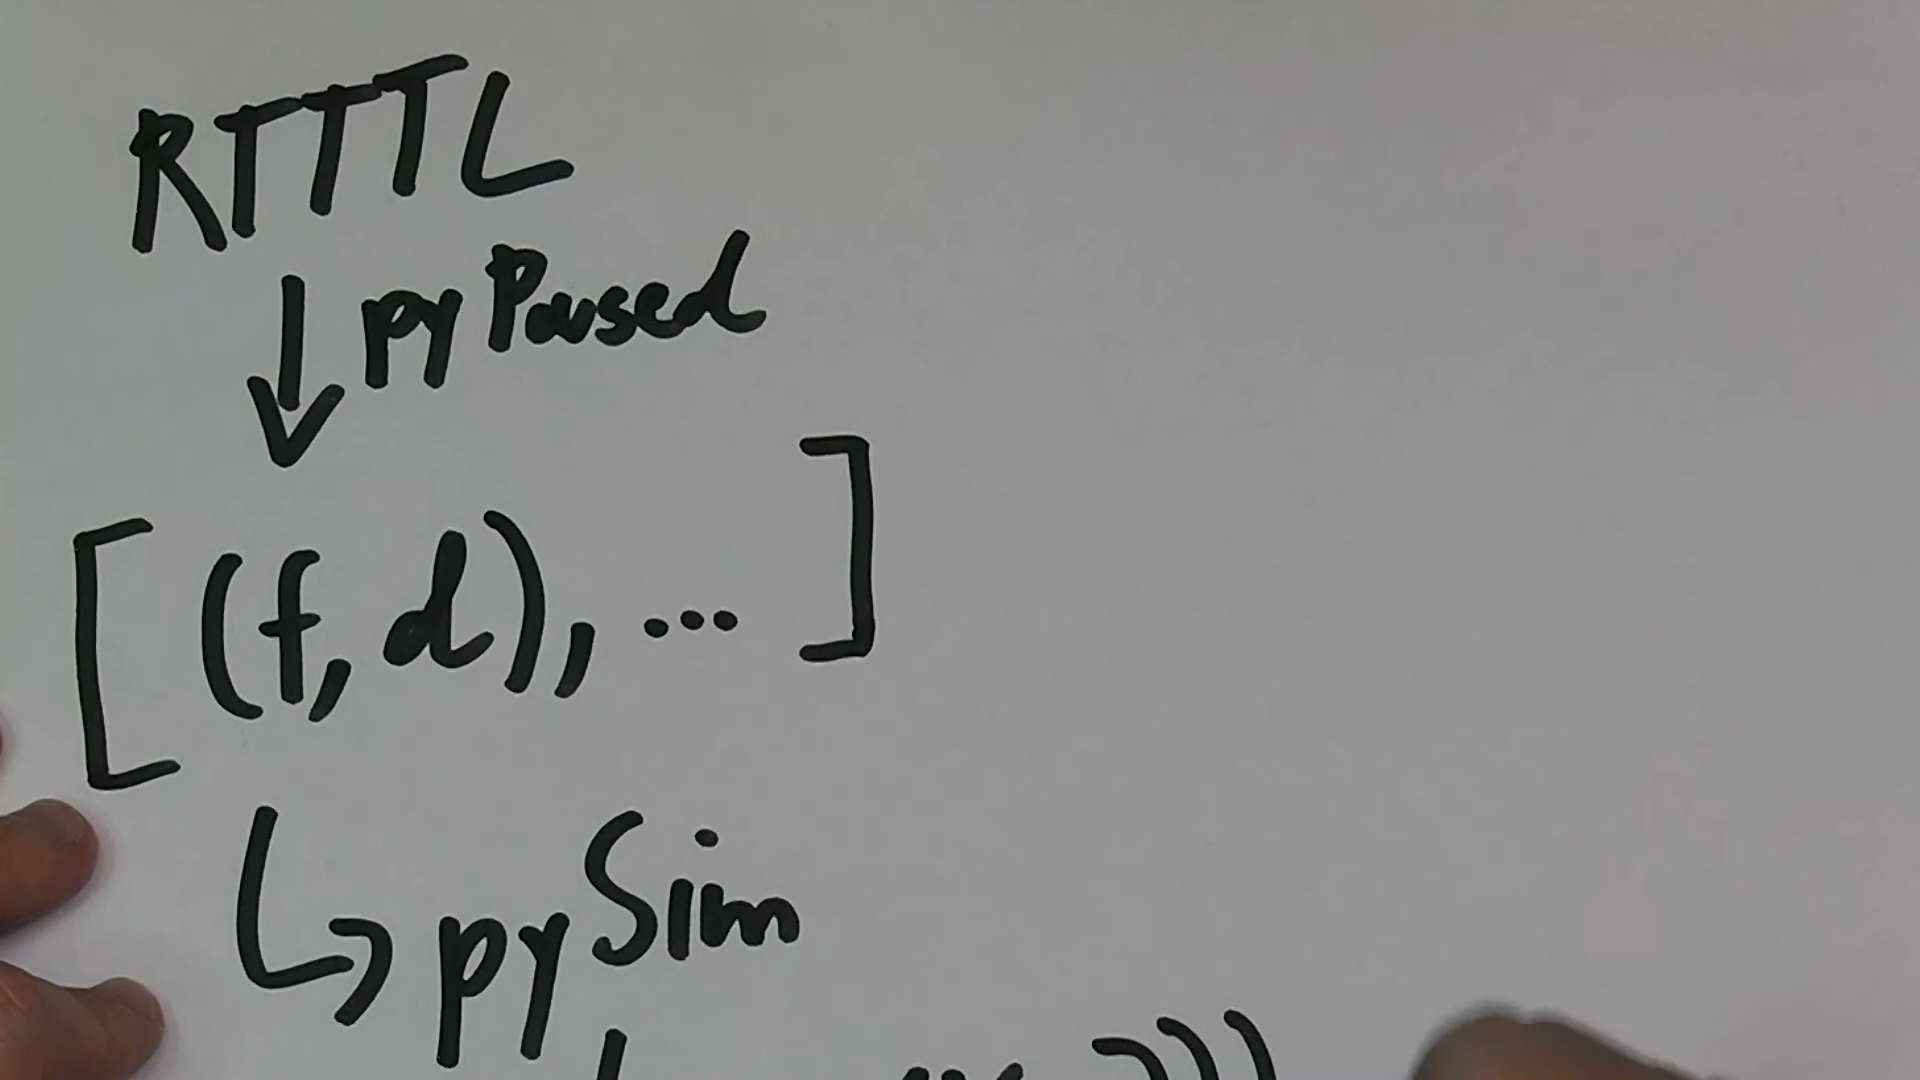 RTTTL
↓ pyParsed
[ (f,d), ... ]
↳ pySim
)))